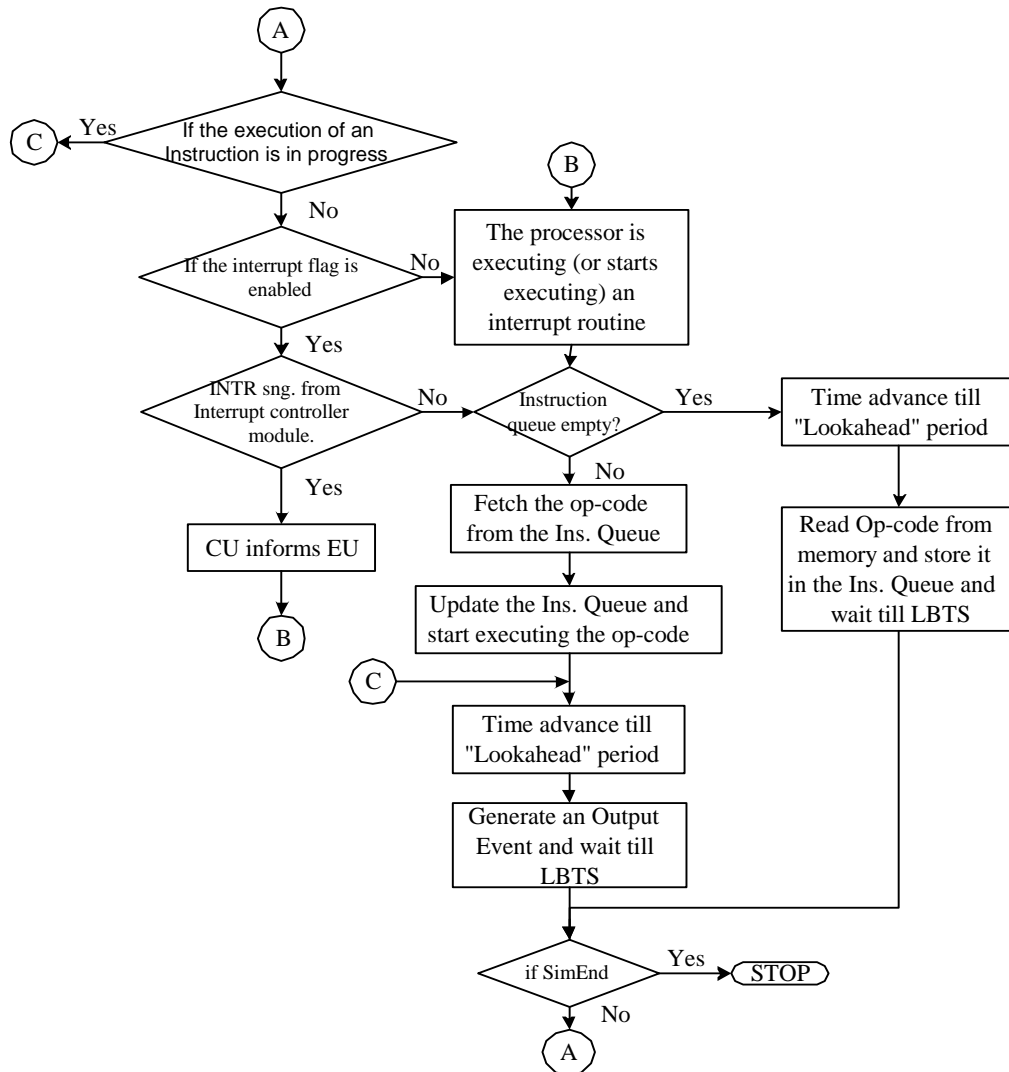 A
If the execution of an
Instruction is in progress
Yes
C
No
If the interrupt flag is
enabled
No
Yes
B
The processor is
executing (or starts
executing) an
interrupt routine
INTR sng. from
Interrupt controller
module.
No
Yes
CU informs EU
B
Instruction
queue empty?
Yes
No
Time advance till
"Lookahead" period
Read Op-code from
memory and store it
in the Ins. Queue and
wait till LBTS
Fetch the op-code
from the Ins. Queue
Update the Ins. Queue and
start executing the op-code
C
Time advance till
"Lookahead" period
Generate an Output
Event and wait till
LBTS
if SimEnd
Yes
STOP
No
A